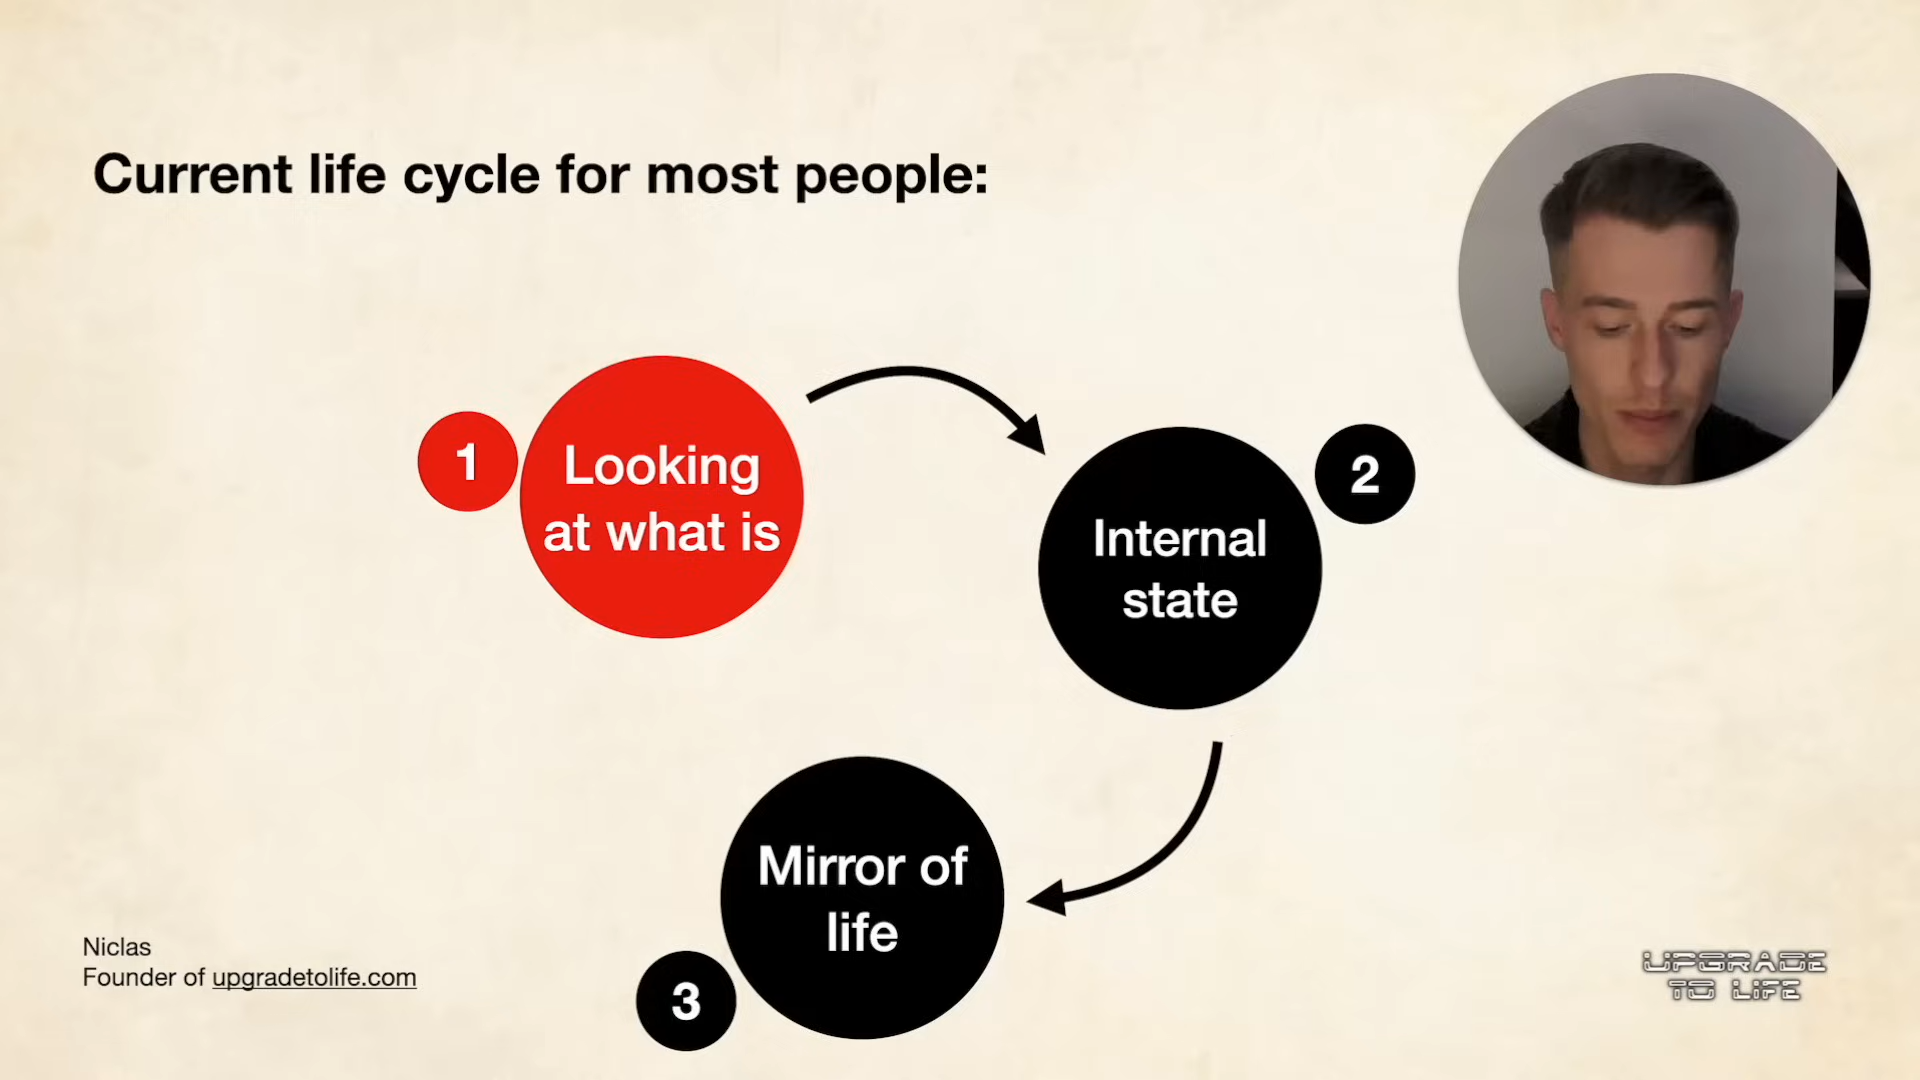 Current life cycle for most people:
1
Looking
at what is
2
Internal
state
Mirror of
life
3
Niclas
Founder of upgradetolife.com
UPGRADE
TO LIFE